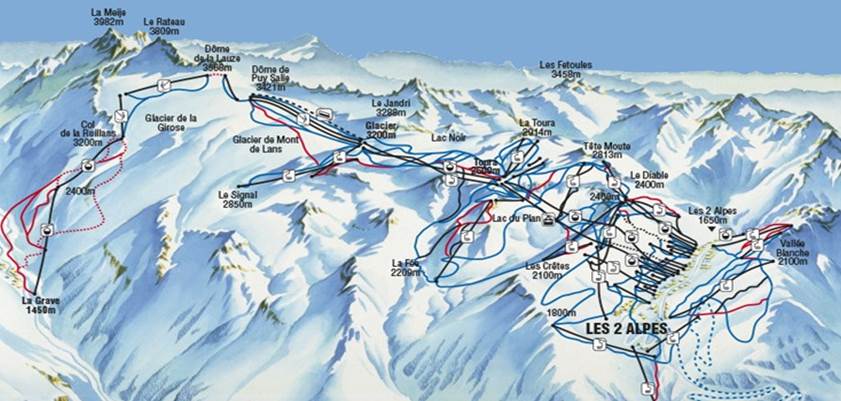 La Meije
3982m
Le Rateau
3809m
Dôme
de la Lauze
3568m
Dôme de
Puy Salié
3421m
Les Fetoules
3458m
Le Jandri
3288m
Glacier
3200m
La Toura
2914m
Col
de la Ruillans
3200m
Glacier de la
Girose
Glacier de Mont
de Lans
Lac Noir
Tête Moute
2813m
Toura
2600m
Le Diable
2400m
2400m
Le Signal
2850m
2400m
Lac du Plan
Les 2 Alpes
1650m
Vallée
Blanche
2100m
La Fée
2209m
Les Crêtes
2100m
La Grave
1450m
1800m
LES 2 ALPES